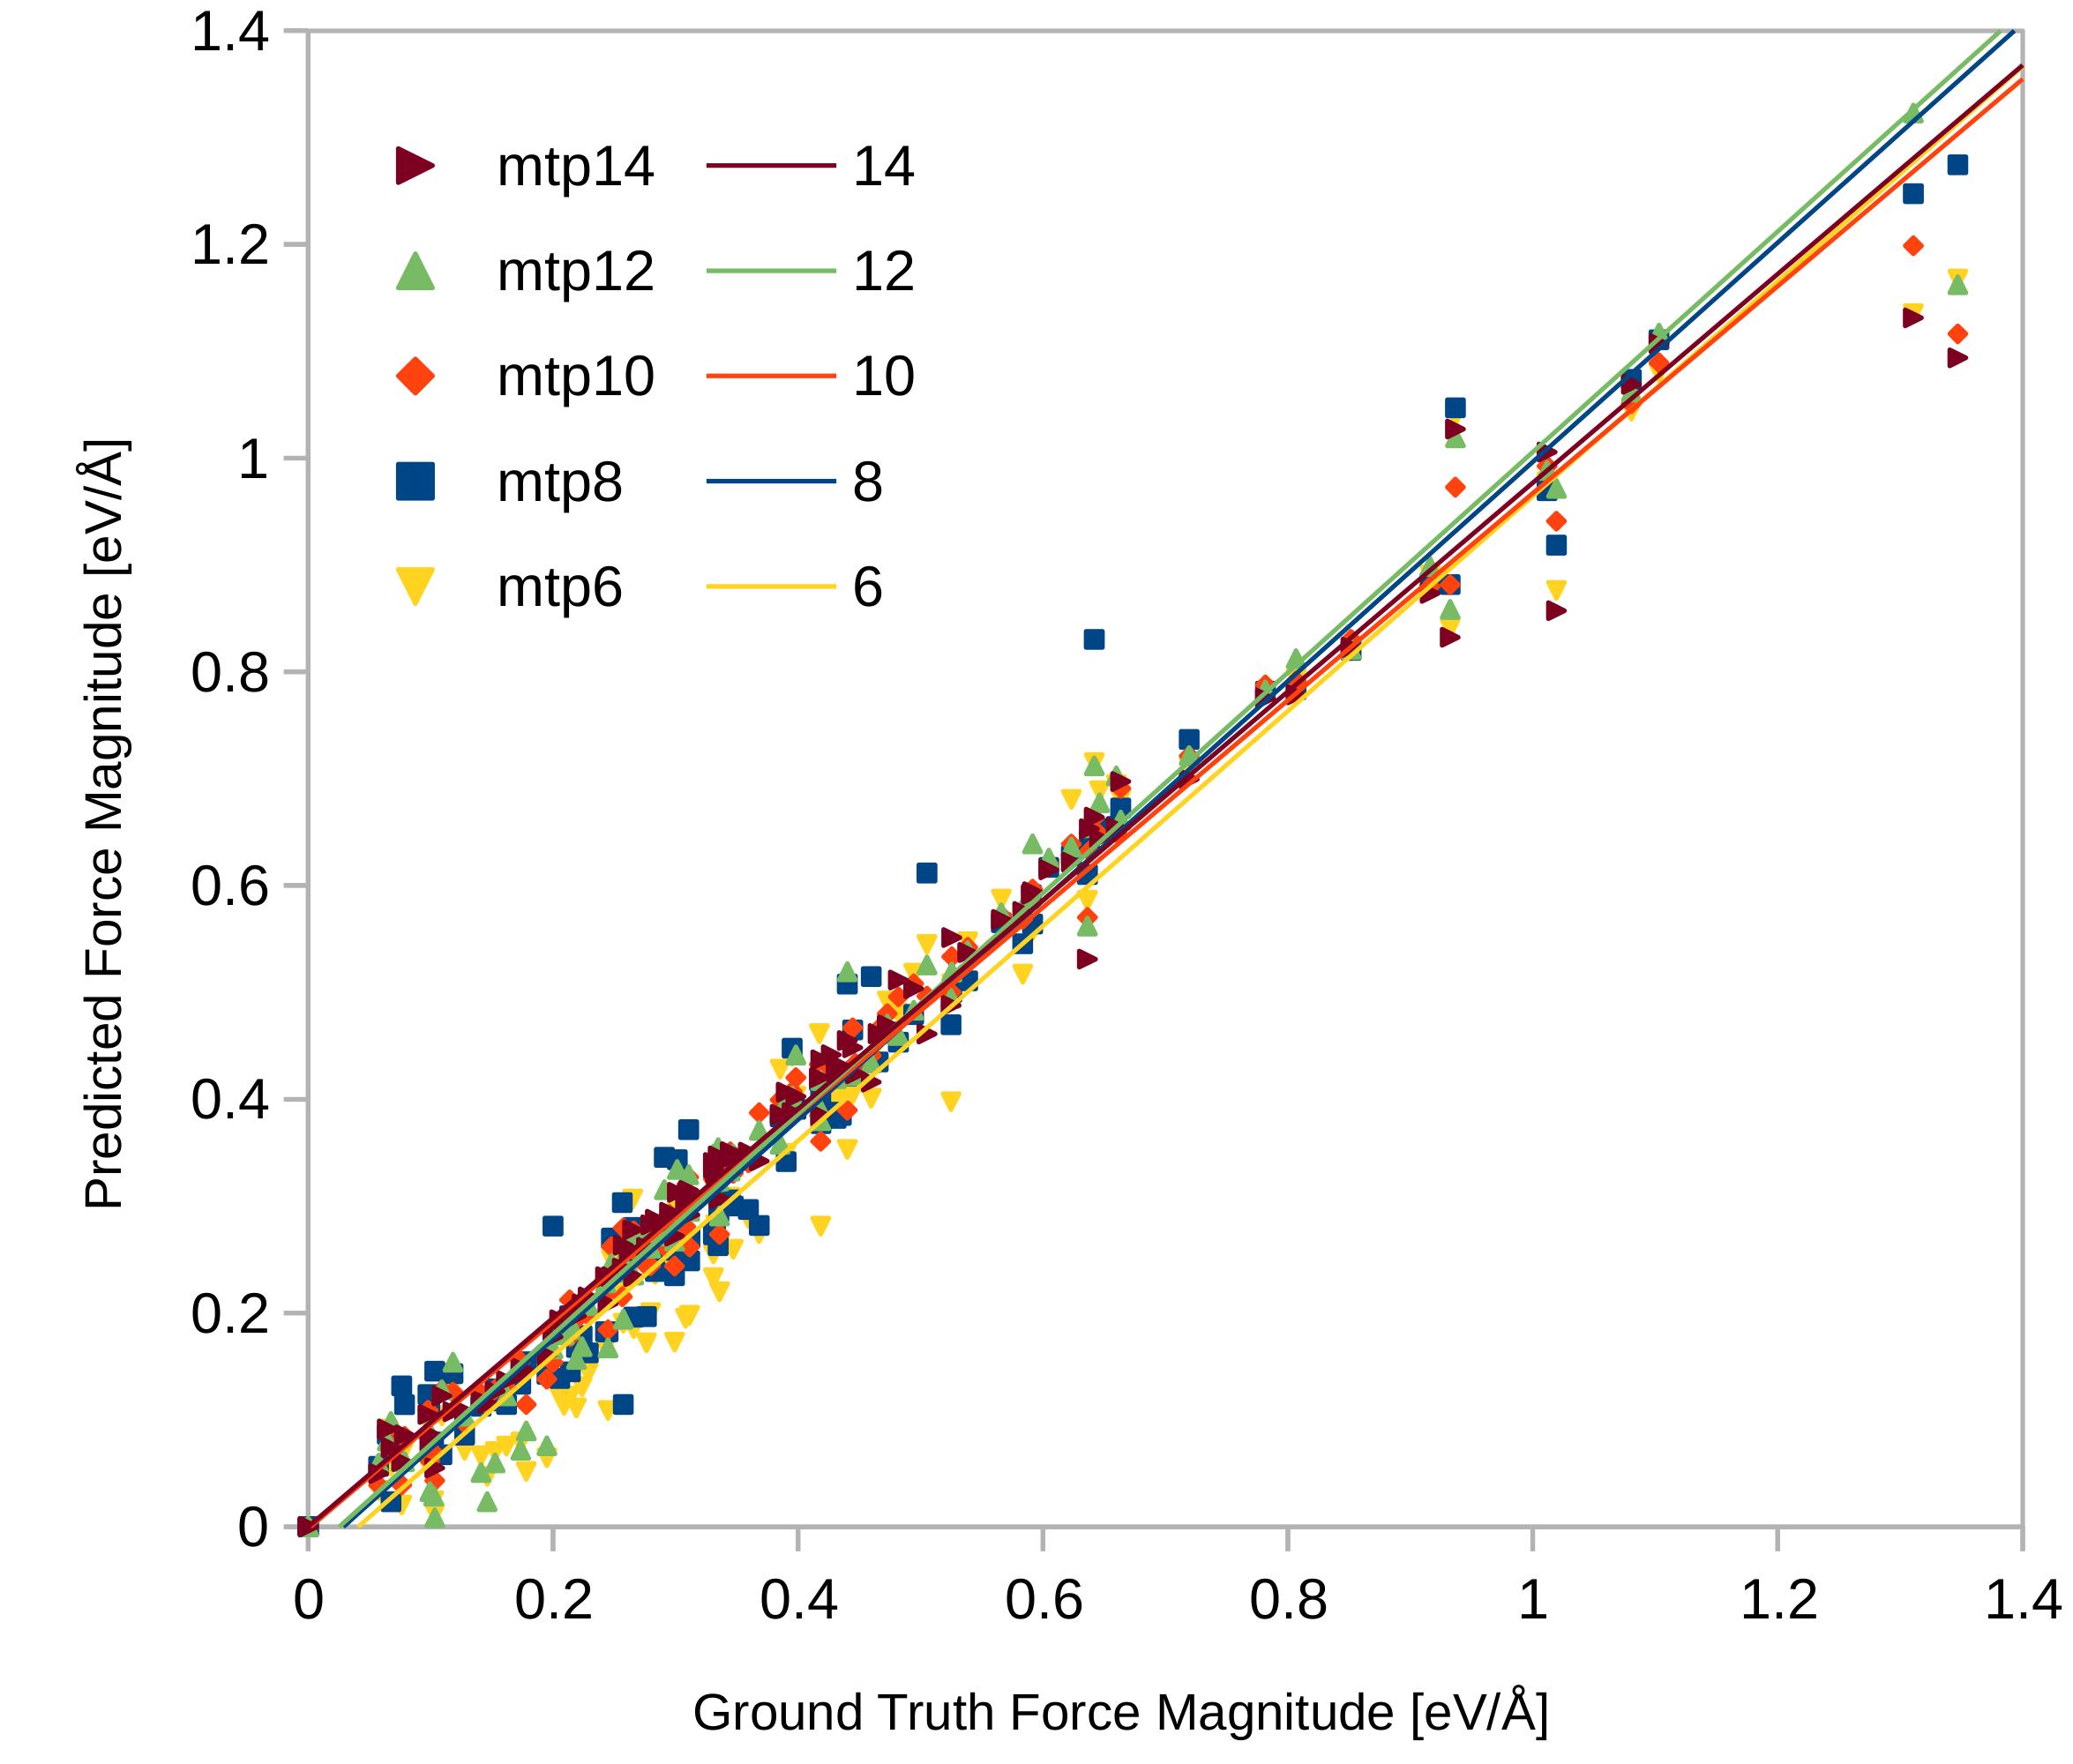 1.4
1.2
1
0.8
0.6
0.4
0.2
0
mtp14 14
mtp12 12
mtp10 10
mtp8 8
mtp6 6
Predicted Force Magnitude [eV/Å]
0 0.2 0.4 0.6 0.8 1 1.2 1.4
Ground Truth Force Magnitude [eV/Å]